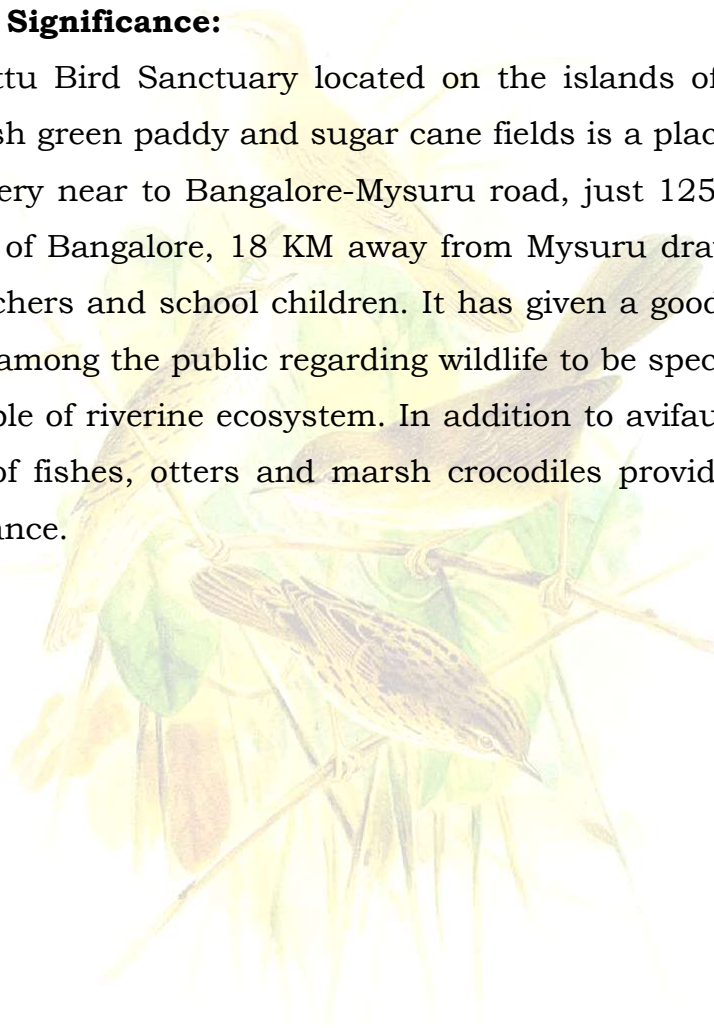 Significance:
ttu Bird Sanctuary located on the islands of
sh green paddy and sugar cane fields is a plac
ery near to Bangalore-Mysuru road, just 125
of Bangalore, 18 KM away from Mysuru dra
chers and school children. It has given a good
among the public regarding wildlife to be spec
ple of riverine ecosystem. In addition to avifau
of fishes, otters and marsh crocodiles provid
ance.